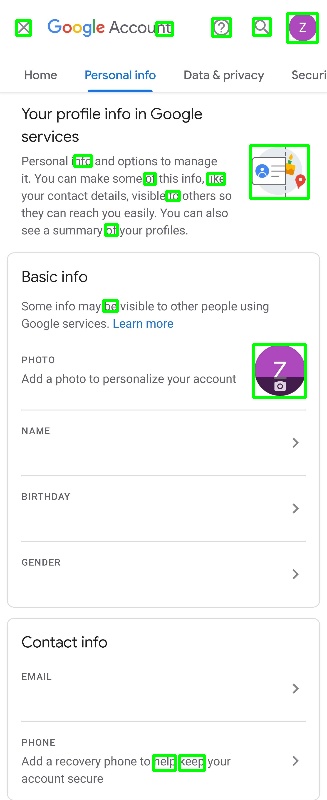 Google Account
Z
Home Personal info Data & privacy Securi
Your profile info in Google
services
Personal info and options to manage
it. You can make some of this info, like
your contact details, visible to others so
they can reach you easily. You can also
see a summary of your profiles.
Basic info
Some info may be visible to other people using
Google services. Learn more
PHOTO
Add a photo to personalize your account
Z
NAME
BIRTHDAY
GENDER
Contact info
EMAIL
PHONE
Add a recovery phone to help keep your
account secure